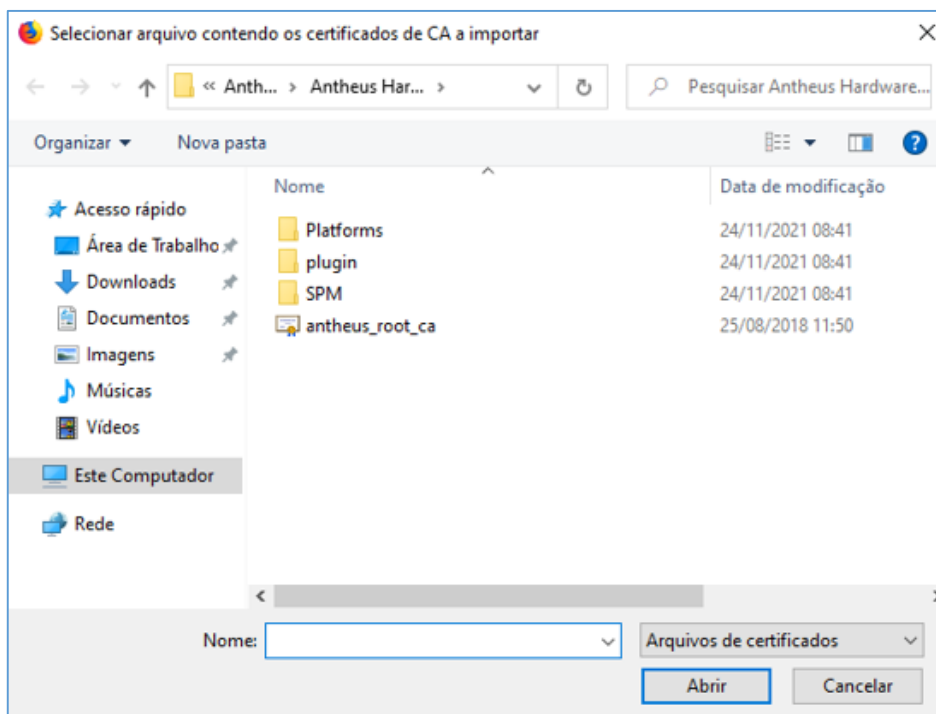 Selecionar arquivo contendo os certificados de CA a importar
« Anth... › Antheus Har... ›
Pesquisar Antheus Hardware...
Organizar
Nova pasta
Nome
Data de modificação
Acesso rápido
Área de Trabalho
Downloads
Documentos
Imagens
Músicas
Vídeos
Este Computador
Rede
Platforms 24/11/2021 08:41
plugin 24/11/2021 08:41
SPM 24/11/2021 08:41
antheus_root_ca 25/08/2018 11:50
Nome:
Arquivos de certificados
Abrir
Cancelar